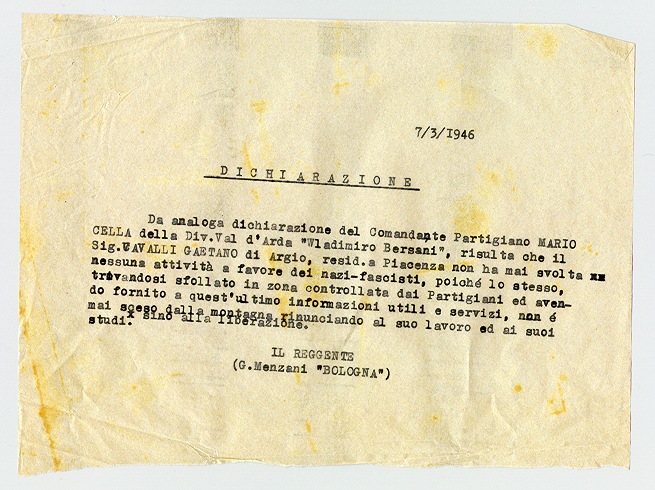 7/3/1946
DICHIARAZIONE
Da analoga dichiarazione del Comandante Partigiano MARIO
CELLA della Div.Val d'Arda "Wladimiro Bersani", risulta che il
Sig.CAVALLI GAETANO di Argio, resid.a Piacenza non ha mai svolta xx
nessuna attività a favore dei nazi-fascisti, poiché lo stesso,
trovandosi sfollato in zona controllata dai Partigiani ed aven-
do fornito a quest'ultimo informazioni utili e servizi, non é
mai sceso dalla montagna rinunciando al suo lavoro ed ai suoi
studi.x sino alla liberazione.
IL REGGENTE
(G.Menzani "BOLOGNA")